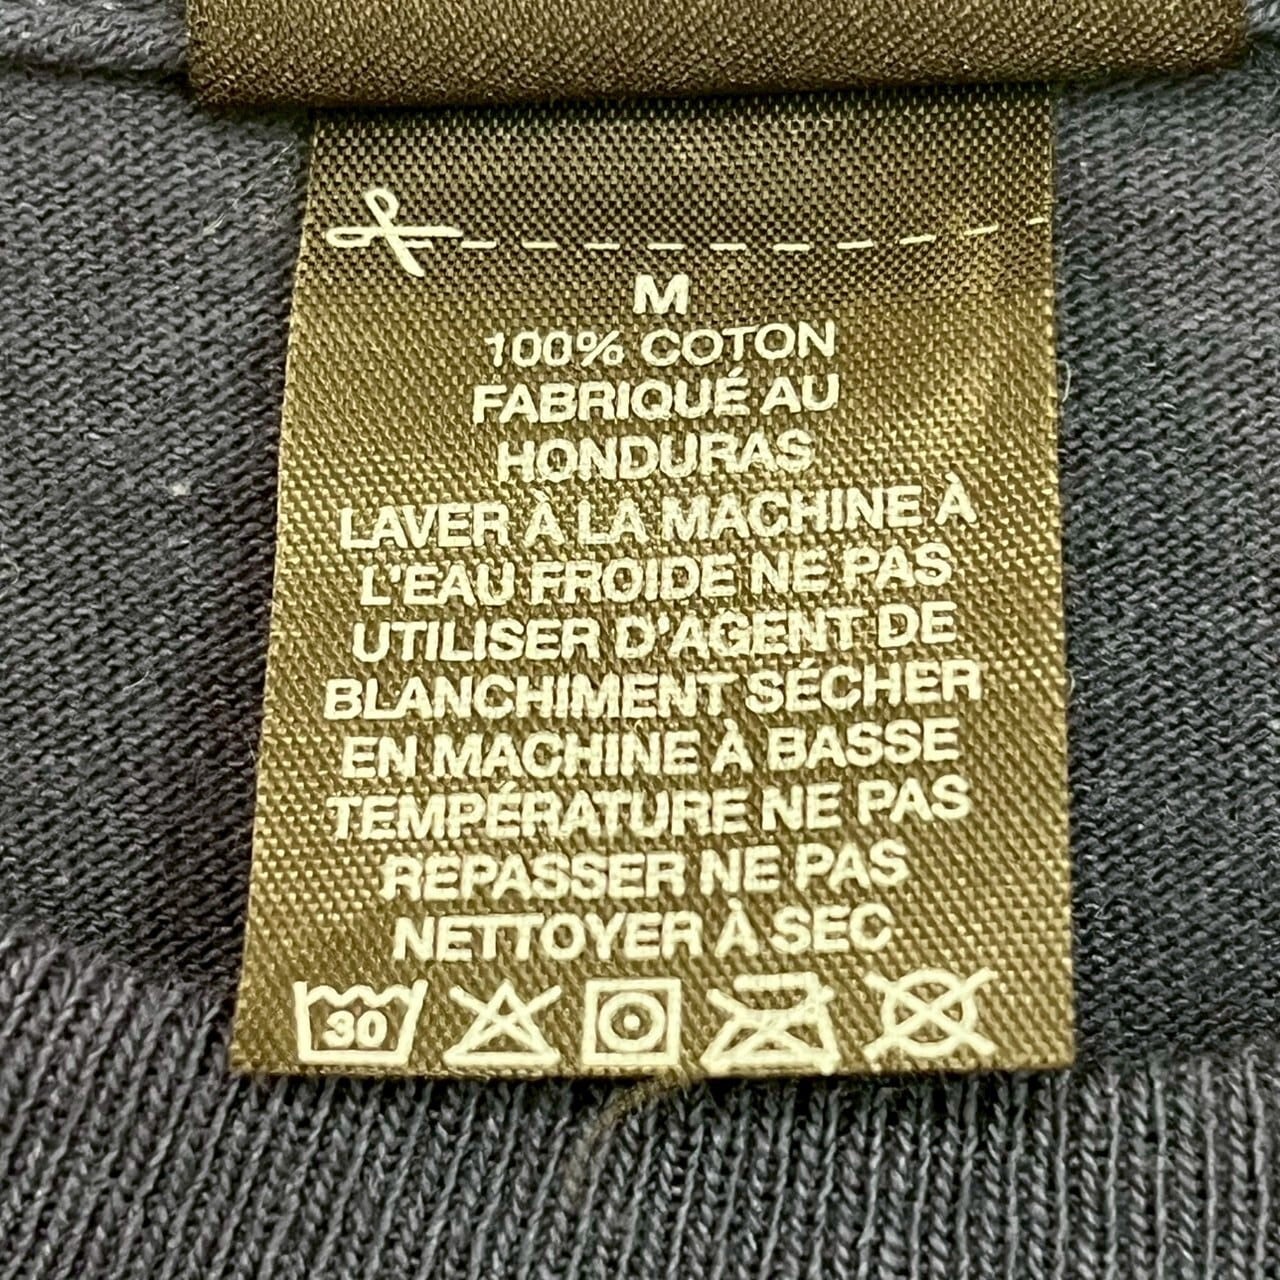 M
100% COTON
FABRIQUÉ AU
HONDURAS
LAVER À LA MACHINE À
L'EAU FROIDE NE PAS
UTILISER D'AGENT DE
BLANCHIMENT SÉCHER
EN MACHINE À BASSE
TEMPÉRATURE NE PAS
REPASSER NE PAS
NETTOYER À SEC
30